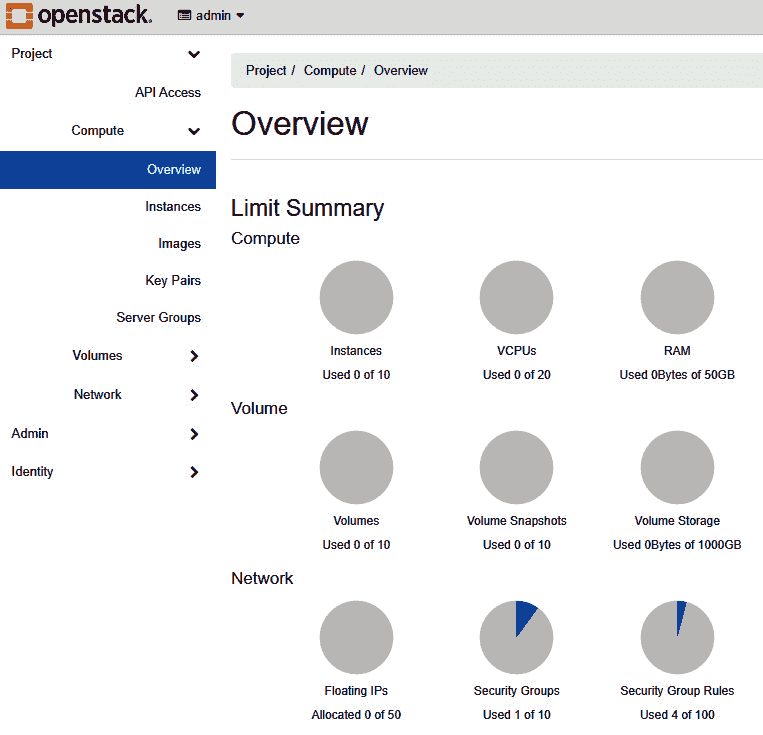 openstack. admin
Project
API Access
Compute
Overview
Instances
Images
Key Pairs
Server Groups
Volumes
Network
Admin
Identity
Project / Compute / Overview
Overview
Limit Summary
Compute
Instances VCPUs RAM
Used 0 of 10 Used 0 of 20 Used 0Bytes of 50GB
Volume
Volumes Volume Snapshots Volume Storage
Used 0 of 10 Used 0 of 10 Used 0Bytes of 1000GB
Network
Floating IPs Security Groups Security Group Rules
Allocated 0 of 50 Used 1 of 10 Used 4 of 100